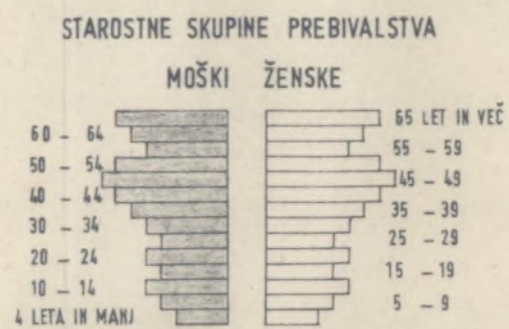 STAROSTNE SKUPINE PREBIVALSTVA
MOŠKI ŽENSKE
65 LET IN VEČ
60 – 64
55 – 59
50 – 54
45 – 49
40 – 44
35 – 39
30 – 34
25 – 29
20 – 24
15 – 19
10 – 14
5 – 9
4 LETA IN MANJ